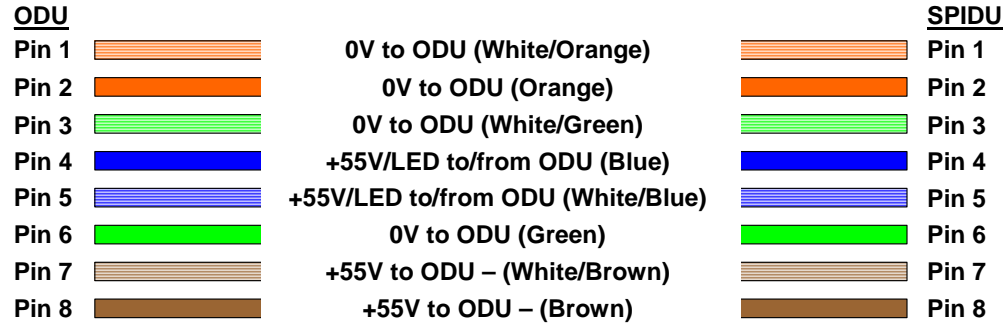 ODU SPIDU
Pin 1 0V to ODU (White/Orange) Pin 1
Pin 2 0V to ODU (Orange) Pin 2
Pin 3 0V to ODU (White/Green) Pin 3
Pin 4 +55V/LED to/from ODU (Blue) Pin 4
Pin 5 +55V/LED to/from ODU (White/Blue) Pin 5
Pin 6 0V to ODU (Green) Pin 6
Pin 7 +55V to ODU – (White/Brown) Pin 7
Pin 8 +55V to ODU – (Brown) Pin 8